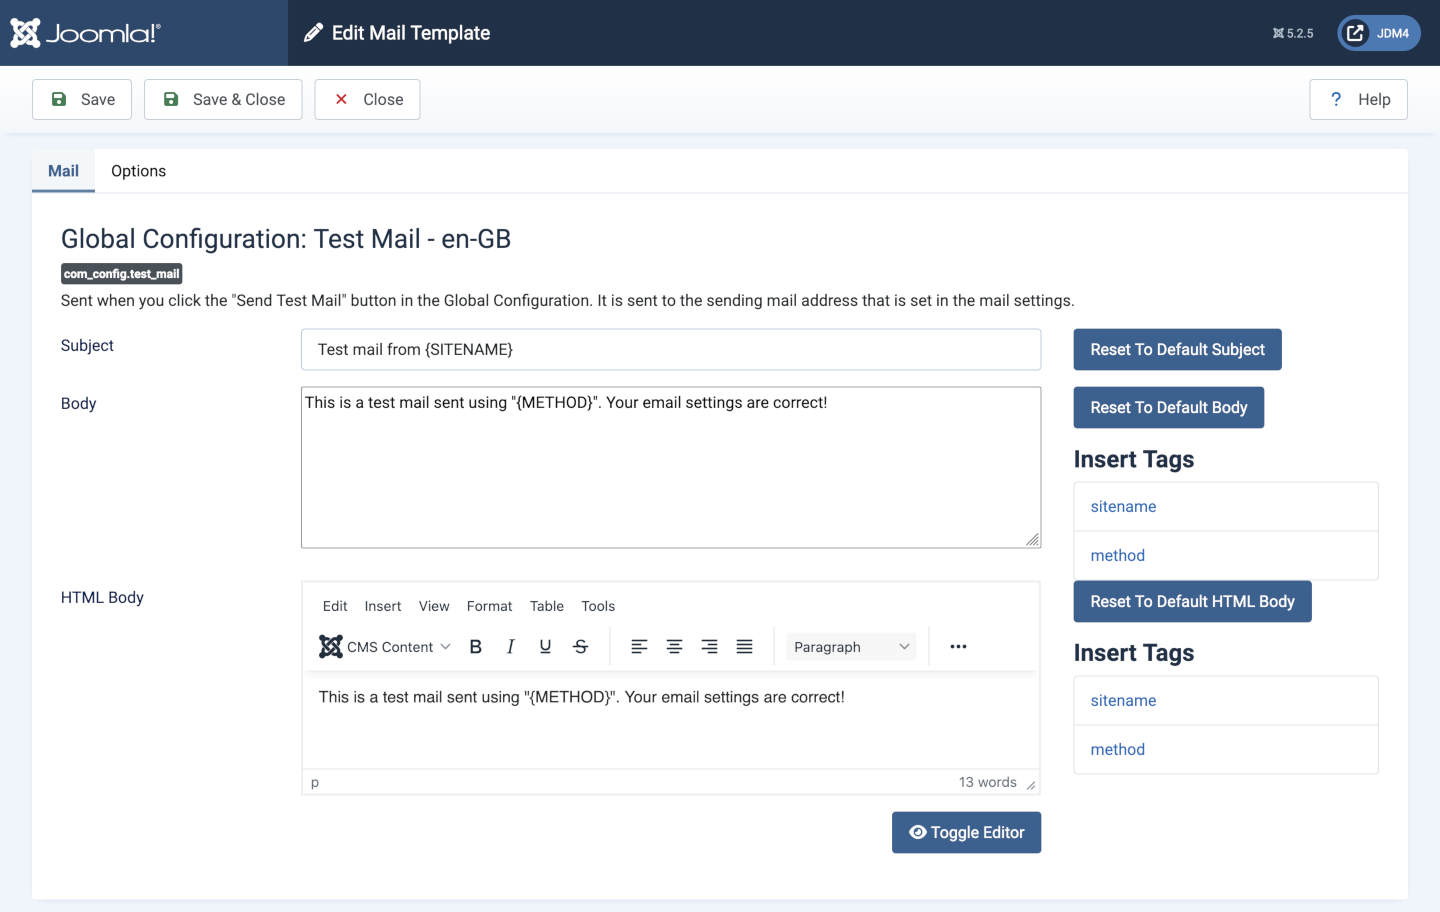 Joomla!®
Edit Mail Template
5.2.5
JDM4
Save
Save & Close
Close
? Help
Mail
Options
Global Configuration: Test Mail - en-GB
com_config.test_mail
Sent when you click the "Send Test Mail" button in the Global Configuration. It is sent to the sending mail address that is set in the mail settings.
Subject
Test mail from {SITENAME}
Reset To Default Subject
Body
This is a test mail sent using "{METHOD}". Your email settings are correct!
Reset To Default Body
Insert Tags
sitename
method
HTML Body
Edit Insert View Format Table Tools
CMS Content B I U S Paragraph
This is a test mail sent using "{METHOD}". Your email settings are correct!
p
13 words
Toggle Editor
Reset To Default HTML Body
Insert Tags
sitename
method